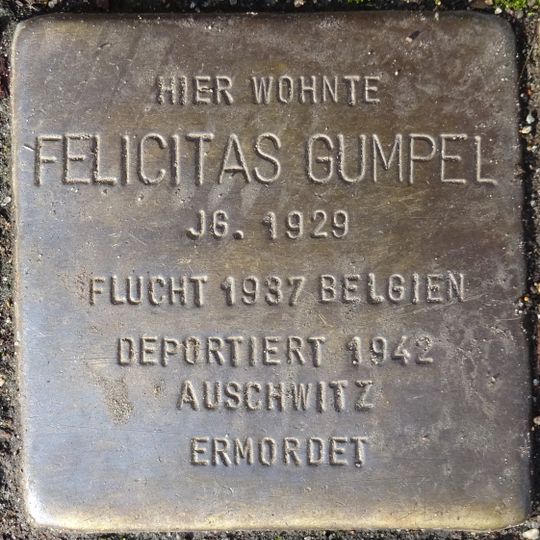 HIER WOHNTE
FELICITAS GUMPEL
JG. 1929
FLUCHT 1937 BELGIEN
DEPORTIERT 1942
AUSCHWITZ
ERMORDET